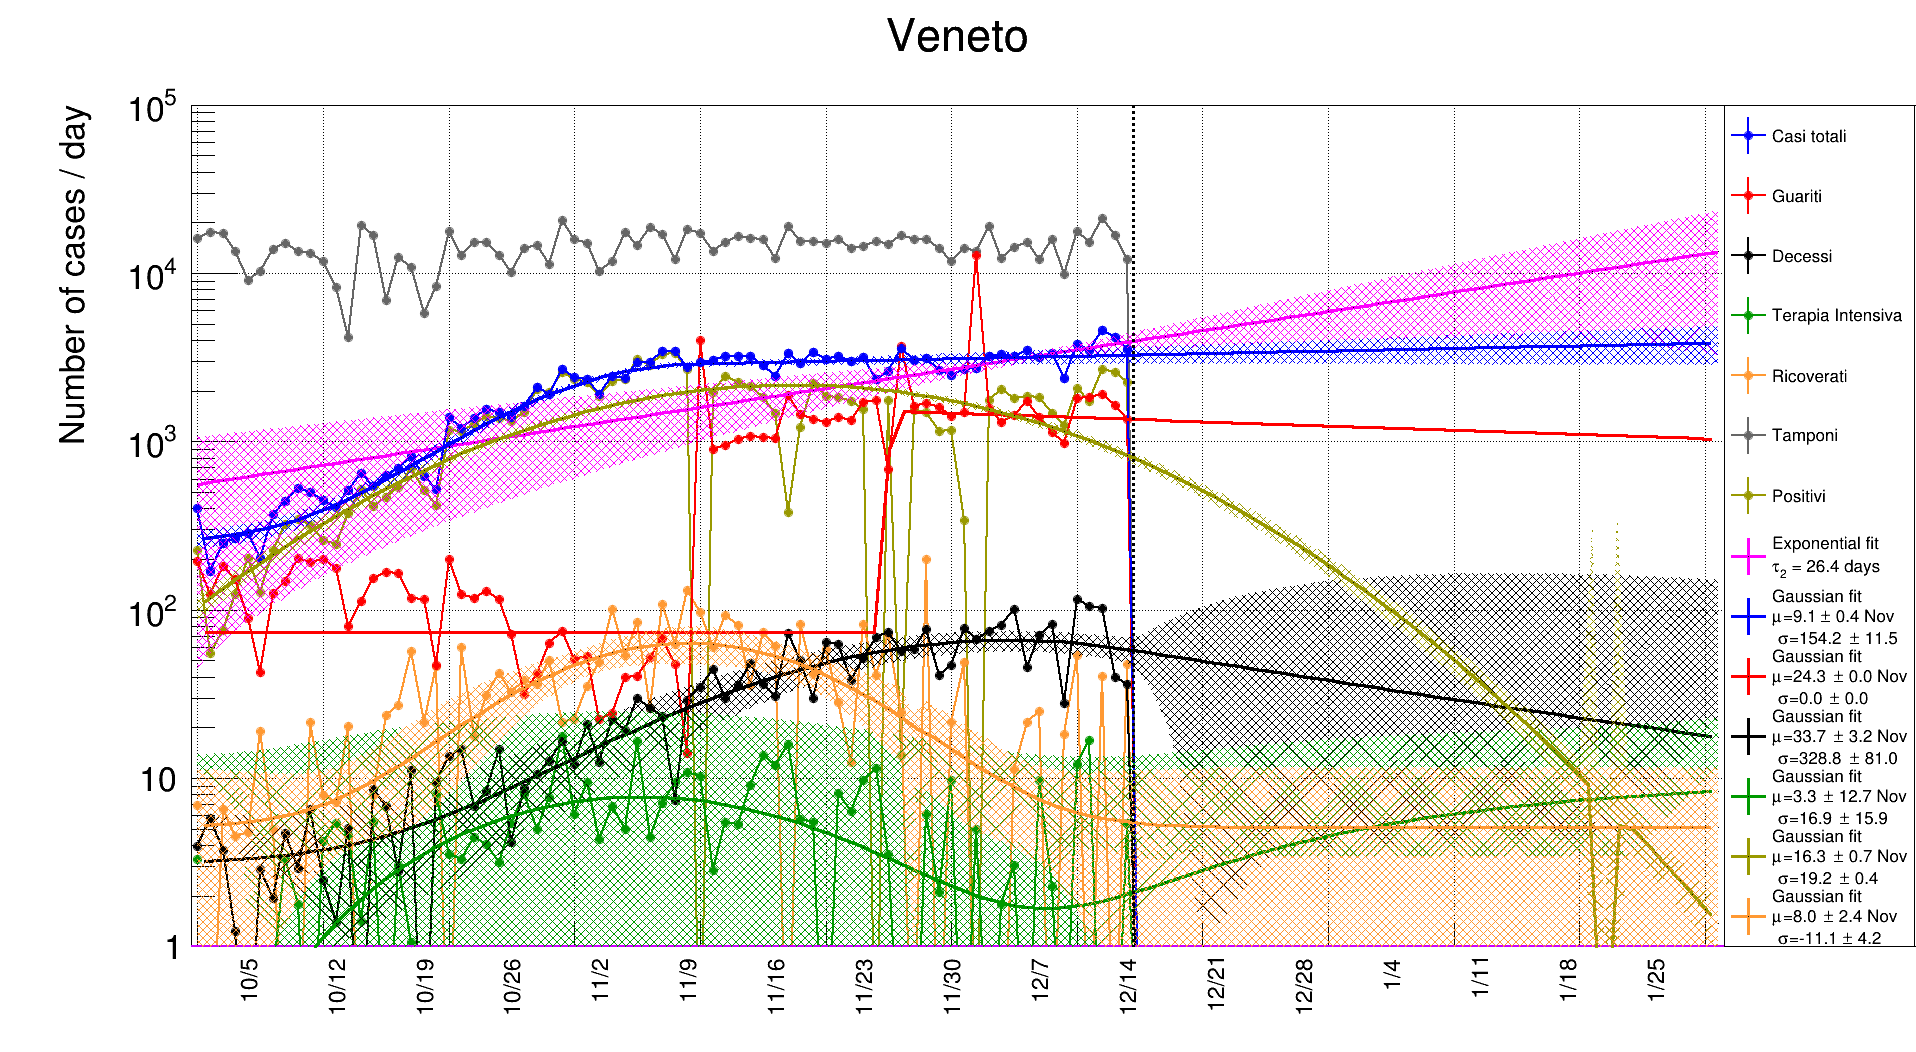 Veneto
Number of cases / day
10^5
10^4
10^3
10^2
10
1
10/5
10/12
10/19
10/26
11/2
11/9
11/16
11/23
11/30
12/7
12/14
12/21
12/28
1/4
1/11
1/18
1/25
Casi totali
Guariti
Decessi
Terapia Intensiva
Ricoverati
Tamponi
Positivi
Exponential fit
τ₂ = 26.4 days
Gaussian fit
μ=9.1 ± 0.4 Nov
σ=154.2 ± 11.5
Gaussian fit
μ=24.3 ± 0.0 Nov
σ=0.0 ± 0.0
Gaussian fit
μ=33.7 ± 3.2 Nov
σ=328.8 ± 81.0
Gaussian fit
μ=3.3 ± 12.7 Nov
σ=16.9 ± 15.9
Gaussian fit
μ=16.3 ± 0.7 Nov
σ=19.2 ± 0.4
Gaussian fit
μ=8.0 ± 2.4 Nov
σ=-11.1 ± 4.2